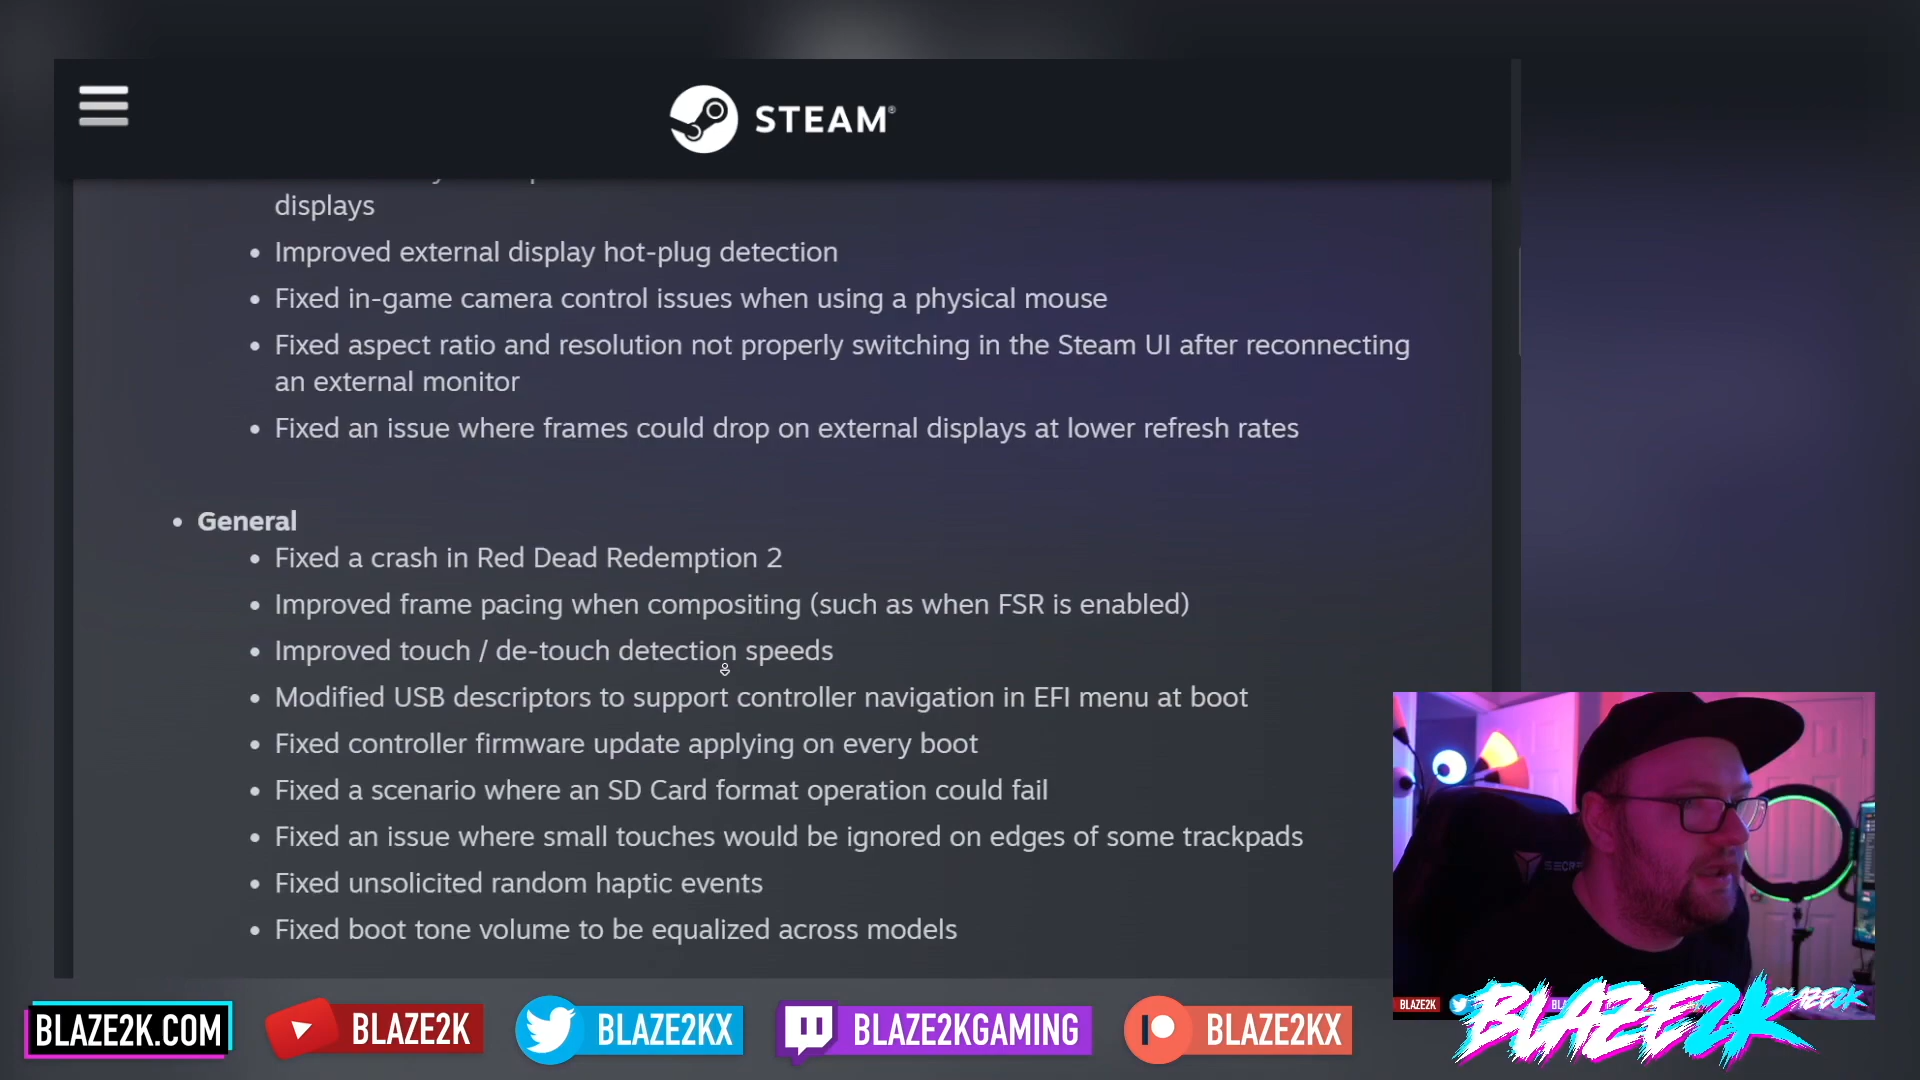 STEAM®
displays
• Improved external display hot-plug detection
• Fixed in-game camera control issues when using a physical mouse
• Fixed aspect ratio and resolution not properly switching in the Steam UI after reconnecting
an external monitor
• Fixed an issue where frames could drop on external displays at lower refresh rates
• General
• Fixed a crash in Red Dead Redemption 2
• Improved frame pacing when compositing (such as when FSR is enabled)
• Improved touch / de-touch detection speeds
• Modified USB descriptors to support controller navigation in EFI menu at boot
• Fixed controller firmware update applying on every boot
• Fixed a scenario where an SD Card format operation could fail
• Fixed an issue where small touches would be ignored on edges of some trackpads
• Fixed unsolicited random haptic events
• Fixed boot tone volume to be equalized across models
BLAZE2K
BLAZE2K
BLAZE2K
BLAZE2K.COM
BLAZE2K
BLAZE2KX
BLAZE2KGAMING
BLAZE2KX